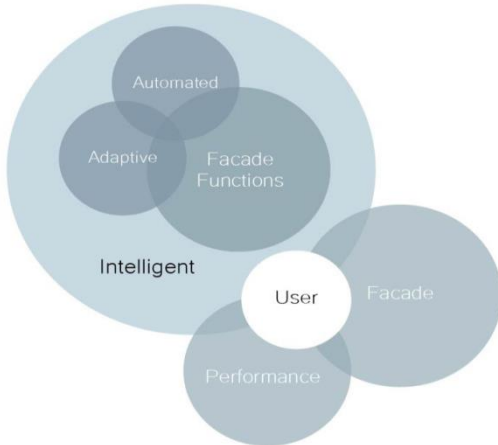 Automated
Adaptive
Facade
Functions
Intelligent
User
Facade
Performance